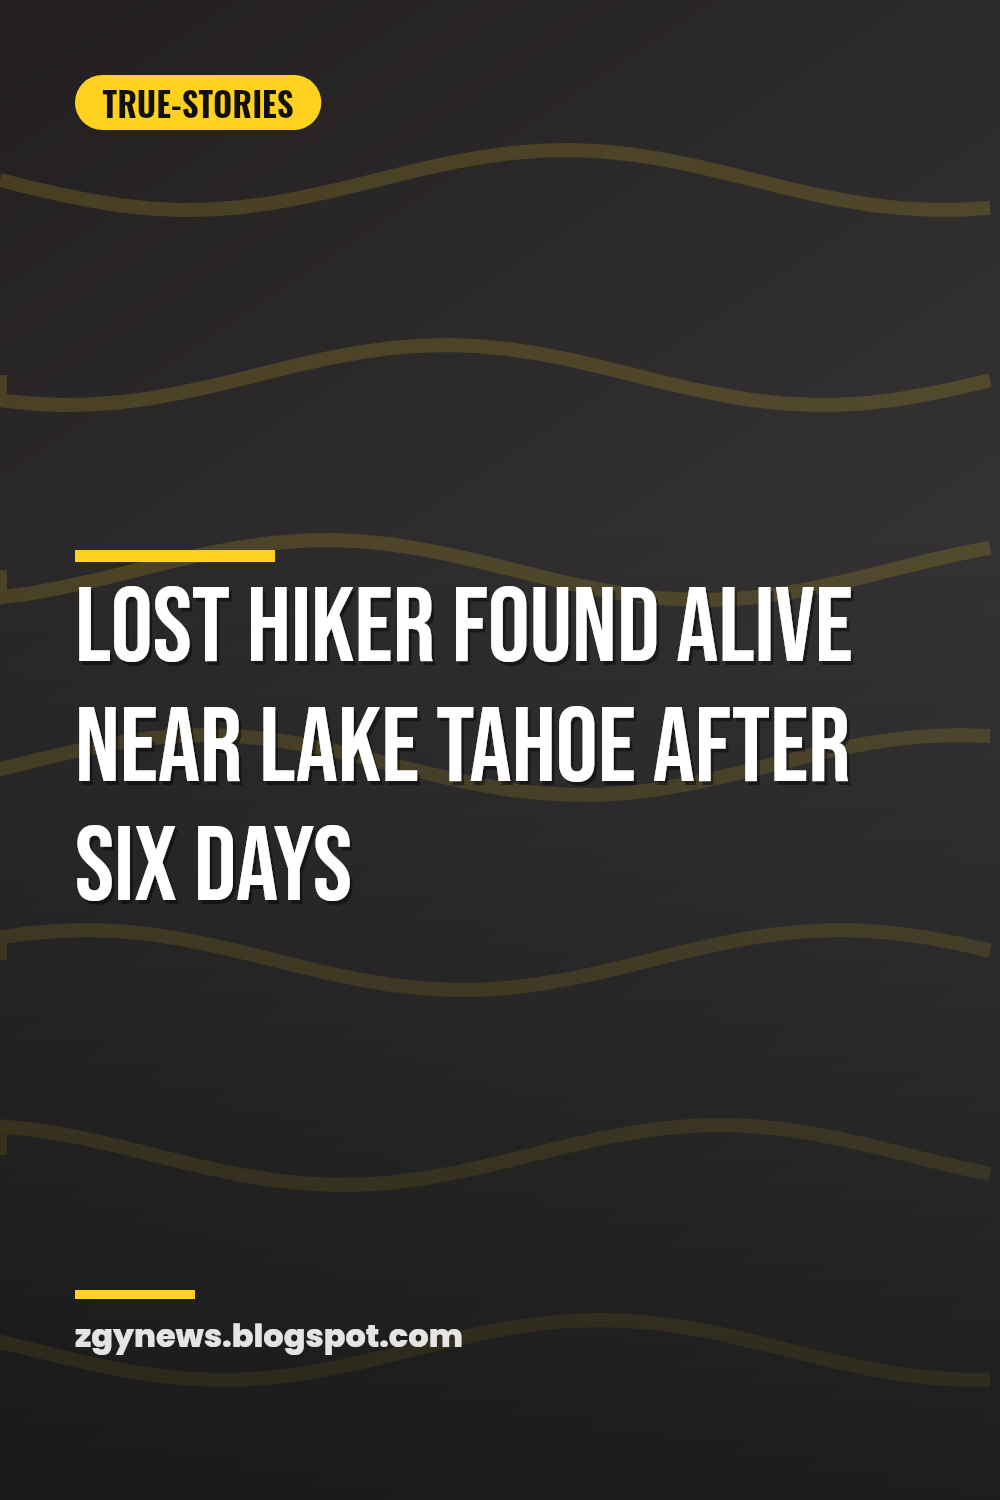 TRUE-STORIES
LOST HIKER FOUND ALIVE
NEAR LAKE TAHOE AFTER
SIX DAYS
zgynews.blogspot.com